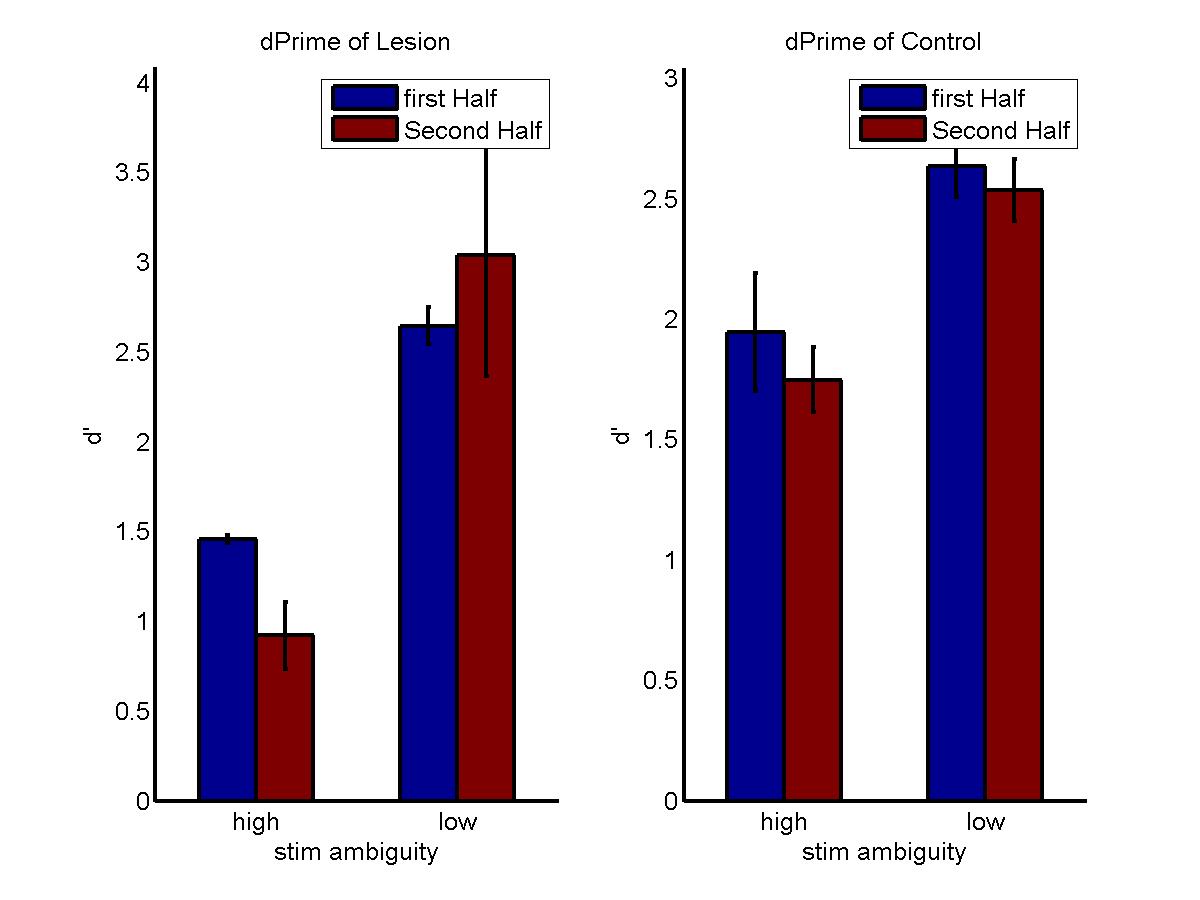 dPrime of Lesion
4
3.5
3
2.5
2
1.5
1
0.5
0
d'
first Half
Second Half
high
low
stim ambiguity
dPrime of Control
3
2.5
2
1.5
1
0.5
0
d'
first Half
Second Half
high
low
stim ambiguity